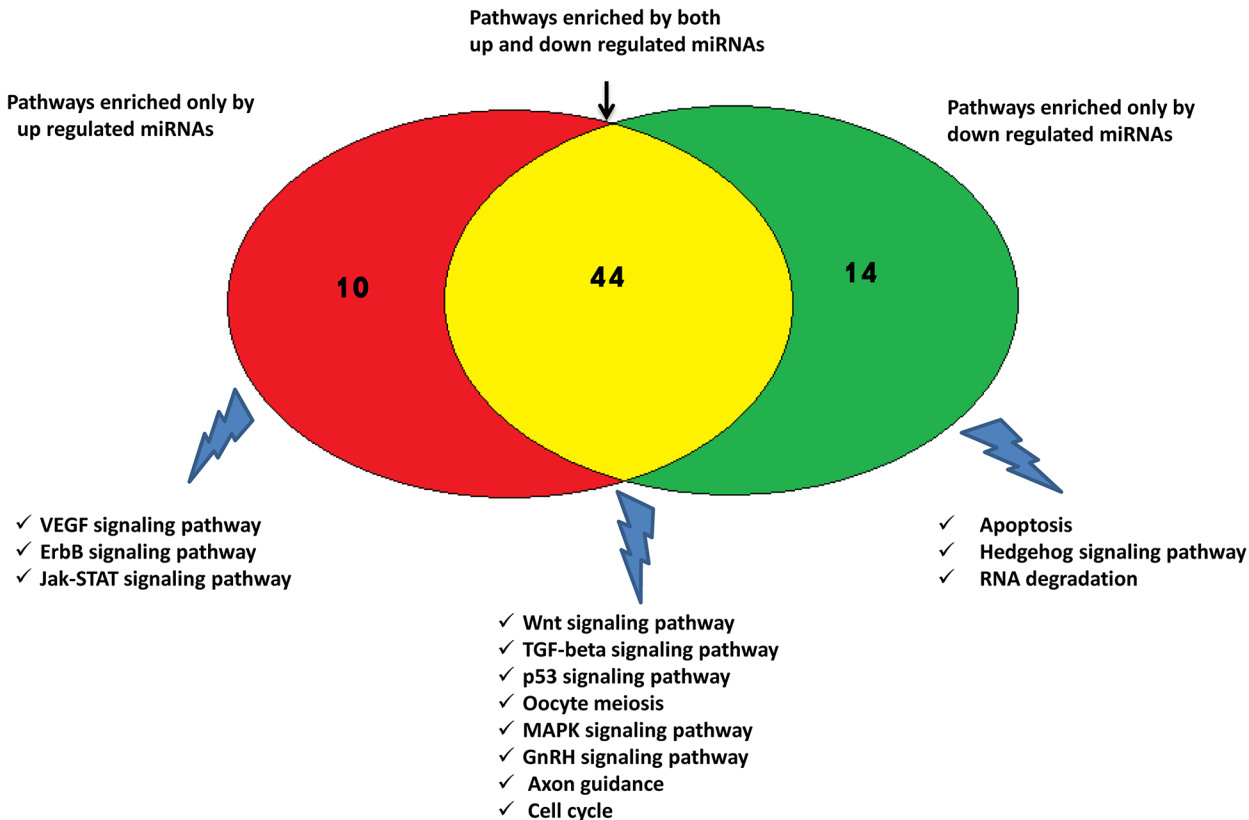 Pathways enriched by both
up and down regulated miRNAs
Pathways enriched only by
up regulated miRNAs
Pathways enriched only by
down regulated miRNAs
10
44
14
✓ VEGF signaling pathway
✓ ErbB signaling pathway
✓ Jak-STAT signaling pathway
✓ Apoptosis
✓ Hedgehog signaling pathway
✓ RNA degradation
✓ Wnt signaling pathway
✓ TGF-beta signaling pathway
✓ p53 signaling pathway
✓ Oocyte meiosis
✓ MAPK signaling pathway
✓ GnRH signaling pathway
✓ Axon guidance
✓ Cell cycle